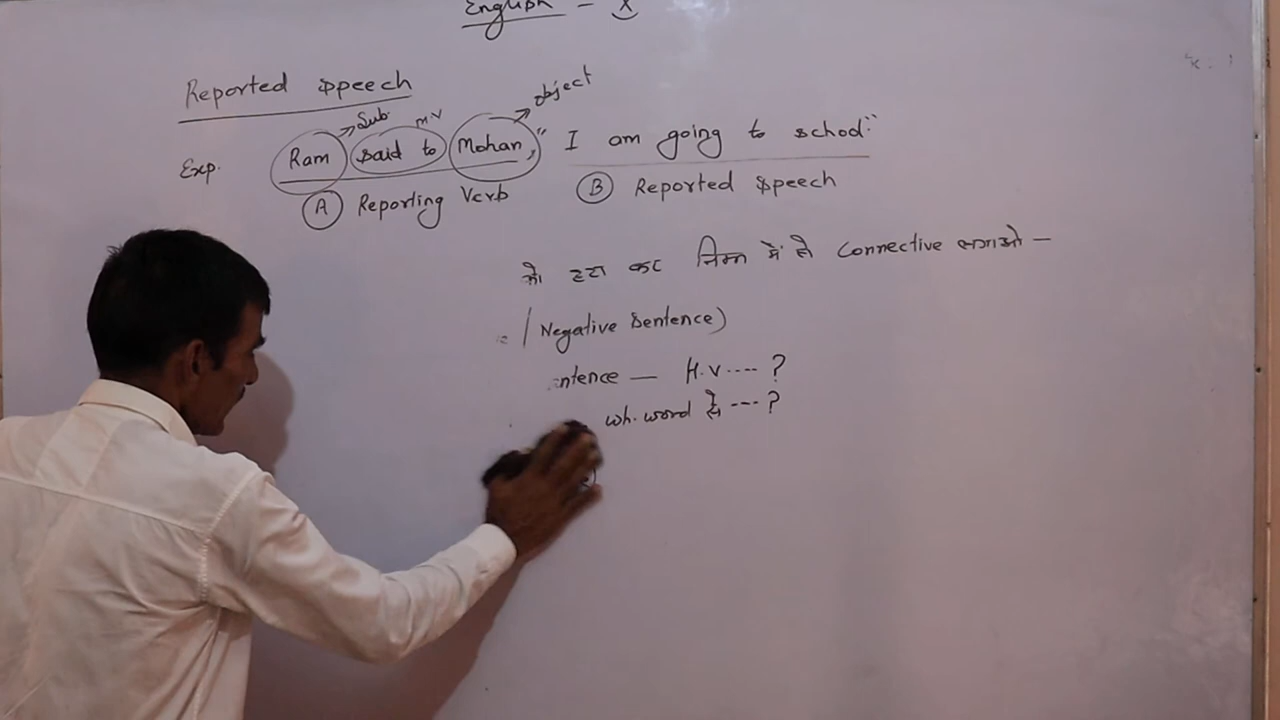 English - X
Reported Speech
Sub. M.V object
Exp. Ram said to Mohan, " I am going to school."
(A) Reporting Verb (B) Reported Speech
को हटा कर निम्न में से Connective लगाओ —
(Negative Sentence)
ntence — H.V .... ?
wh. word से --- ?